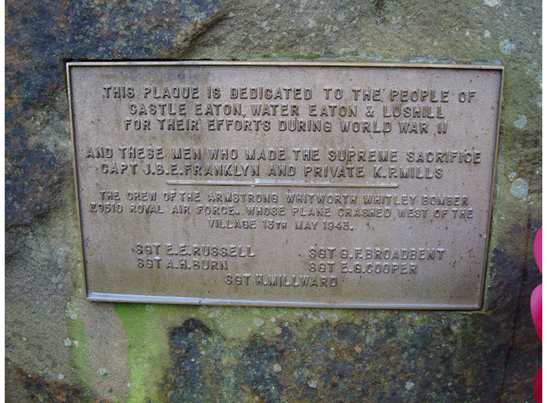 THIS PLAQUE IS DEDICATED TO THE PEOPLE OF
CASTLE EATON, WATER EATON & LUSHILL
FOR THEIR EFFORTS DURING WORLD WAR II
AND THESE MEN WHO MADE THE SUPREME SACRIFICE
CAPT J.B.E.FRANKLYN AND PRIVATE K.P.MILLS
THE CREW OF THE ARMSTRONG WHITWORTH WHITLEY BOMBER
Z9510 ROYAL AIR FORCE. WHOSE PLANE CRASHED WEST OF THE
VILLAGE 13TH MAY 1943.
SGT E.E.RUSSELL SGT G.F.BROADBENT
SGT A.H.BURN SGT E.G.COOPER
SGT H.MILLWARD